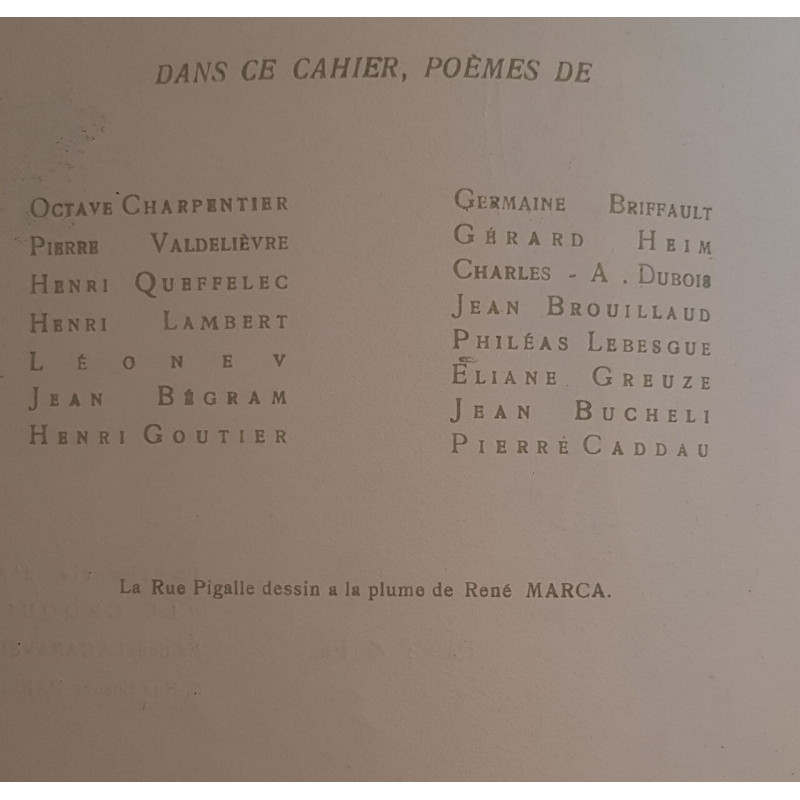 DANS CE CAHIER, POÈMES DE
OCTAVE CHARPENTIER
PIERRE VALDELIÈVRE
HENRI QUEFFELEC
HENRI LAMBERT
LÉONEV
JEAN BÉGRAM
HENRI GOUTIER
GERMAINE BRIFFAULT
GÉRARD HEIM
CHARLES - A. DUBOIS
JEAN BROUILLAUD
PHILÉAS LEBESGUE
ÉLIANE GREUZE
JEAN BUCHELI
PIERRE CADDAU
La Rue Pigalle dessin a la plume de René MARCA.